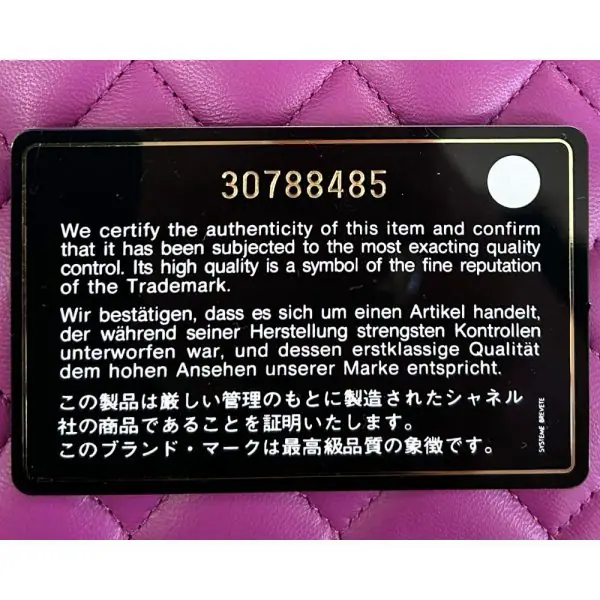 30788485
We certify the authenticity of this item and confirm
that it has been subjected to the most exacting quality
control. Its high quality is a symbol of the fine reputation
of the Trademark.
Wir bestätigen, dass es sich um einen Artikel handelt,
der während seiner Herstellung strengsten Kontrollen
unterworfen war, und dessen erstklassige Qualität
dem hohen Ansehen unserer Marke entspricht.
この製品は厳しい管理のもとに製造されたシャネル
社の商品であることを証明いたします。
このブランド・マークは最高級品質の象徴です。
SYSTEME BREVETE